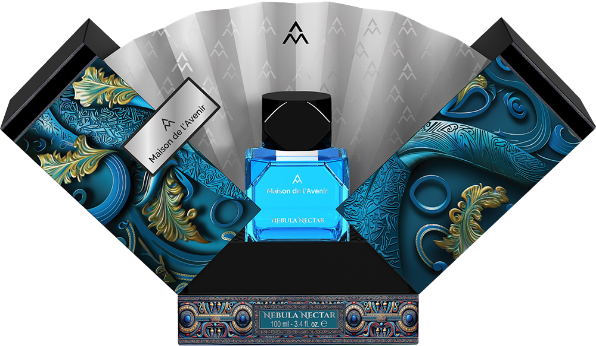 Maison de l'Avenir
Maison de l'Avenir
NEBULA NECTAR
NEBULA NECTAR
100 ml - 3.4 fl. oz. ℮